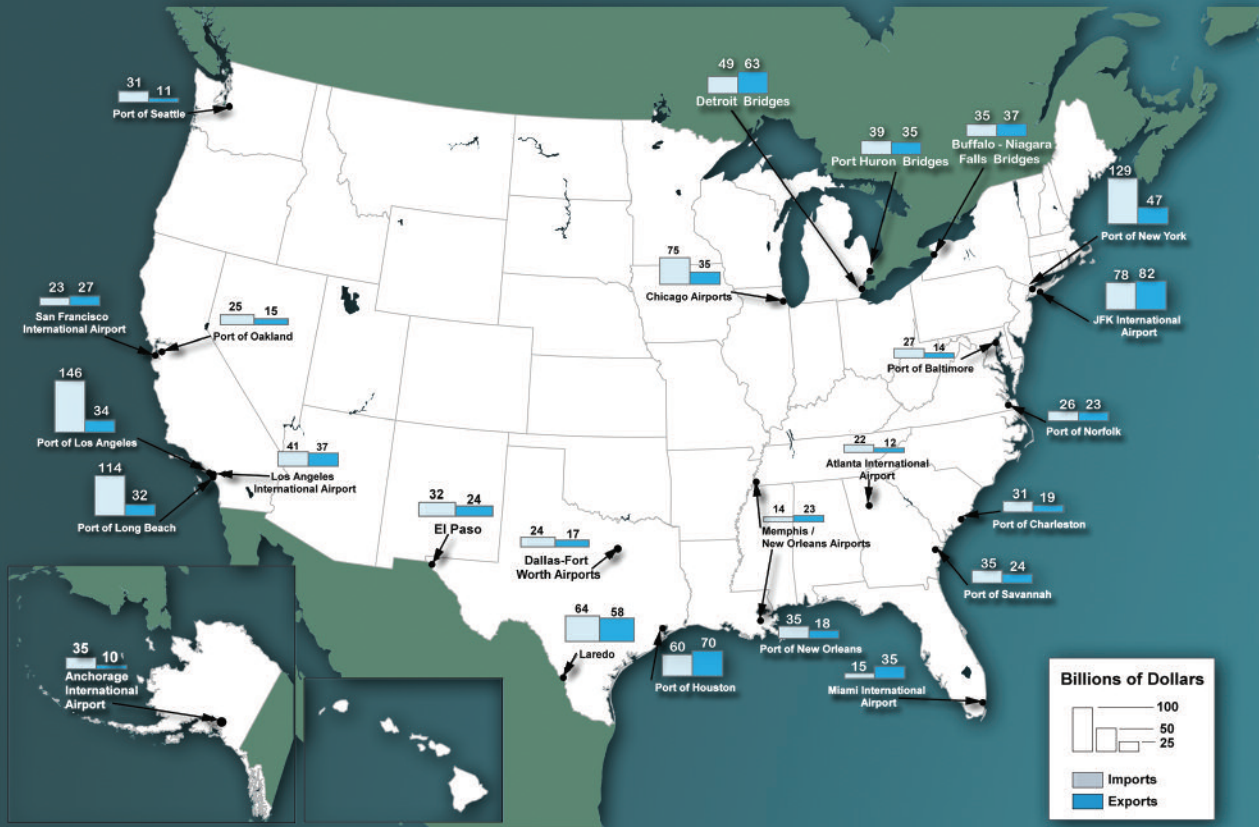 31 11
Port of Seattle
49 63
Detroit Bridges
39 35
Port Huron Bridges
35 37
Buffalo - Niagara
Falls Bridges
129
47
Port of New York
75
35
Chicago Airports
78 82
JFK International
Airport
23 27
San Francisco
International Airport
25 15
Port of Oakland
27 14
Port of Baltimore
146
34
Port of Los Angeles
26 23
Port of Norfolk
41 37
Los Angeles
International Airport
22 12
Atlanta International
Airport
114
32
Port of Long Beach
32 24
El Paso
24 17
Dallas-Fort
Worth Airports
14 23
Memphis /
New Orleans Airports
31 19
Port of Charleston
35 24
Port of Savannah
64 58
Laredo
60 70
Port of Houston
35 18
Port of New Orleans
15 35
Miami International
Airport
35 10
Anchorage
International
Airport
Billions of Dollars
100
50
25
Imports
Exports